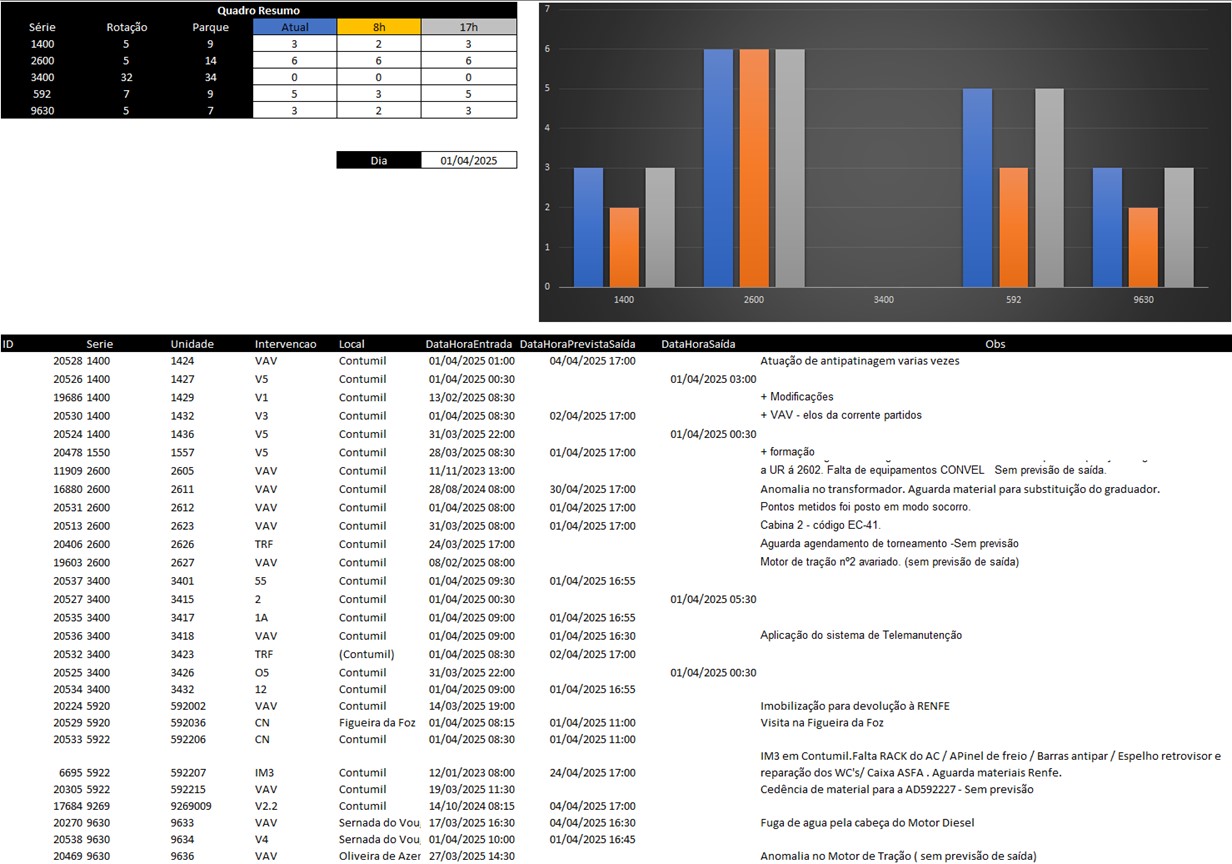 Quadro Resumo
Série Rotação Parque Atual 8h 17h
1400 5 9 3 2 3
2600 5 14 6 6 6
3400 32 34 0 0 0
592 7 9 5 3 5
9630 5 7 3 2 3
Dia 01/04/2025
7
6
5
4
3
2
1
0
1400 2600 3400 592 9630
ID Serie Unidade Intervencao Local DataHoraEntrada DataHoraPrevistaSaída DataHoraSaída Obs
20528 1400 1424 VAV Contumil 01/04/2025 01:00 04/04/2025 17:00 Atuação de antipatinagem varias vezes
20526 1400 1427 V5 Contumil 01/04/2025 00:30 01/04/2025 03:00
19686 1400 1429 V1 Contumil 13/02/2025 08:30 + Modificações
20530 1400 1432 V3 Contumil 01/04/2025 08:30 02/04/2025 17:00 + VAV - elos da corrente partidos
20524 1400 1436 V5 Contumil 31/03/2025 22:00 01/04/2025 00:30
20478 1550 1557 V5 Contumil 28/03/2025 08:30 01/04/2025 17:00 + formação
11909 2600 2605 VAV Contumil 11/11/2023 13:00 a UR á 2602. Falta de equipamentos CONVEL Sem previsão de saída.
16880 2600 2611 VAV Contumil 28/08/2024 08:00 30/04/2025 17:00 Anomalia no transformador. Aguarda material para substituição do graduador.
20531 2600 2612 VAV Contumil 01/04/2025 08:00 01/04/2025 17:00 Pontos metidos foi posto em modo socorro.
20513 2600 2623 VAV Contumil 31/03/2025 08:00 01/04/2025 17:00 Cabina 2 - código EC-41.
20406 2600 2626 TRF Contumil 24/03/2025 17:00 Aguarda agendamento de torneamento -Sem previsão
19603 2600 2627 VAV Contumil 08/02/2025 08:00 Motor de tração nº2 avariado. (sem previsão de saída)
20537 3400 3401 55 Contumil 01/04/2025 09:30 01/04/2025 16:55
20527 3400 3415 2 Contumil 01/04/2025 00:30 01/04/2025 05:30
20535 3400 3417 1A Contumil 01/04/2025 09:00 01/04/2025 16:55
20536 3400 3418 VAV Contumil 01/04/2025 09:00 01/04/2025 16:30 Aplicação do sistema de Telemanutenção
20532 3400 3423 TRF (Contumil) 01/04/2025 08:30 02/04/2025 17:00
20525 3400 3426 O5 Contumil 31/03/2025 22:00 01/04/2025 00:30
20534 3400 3432 12 Contumil 01/04/2025 09:00 01/04/2025 16:55
20224 5920 592002 VAV Contumil 14/03/2025 19:00 Imobilização para devolução à RENFE
20529 5920 592036 CN Figueira da Foz 01/04/2025 08:15 01/04/2025 11:00 Visita na Figueira da Foz
20533 5922 592206 CN Contumil 01/04/2025 08:30 01/04/2025 11:00
IM3 em Contumil.Falta RACK do AC / APinel de freio / Barras antipar / Espelho retrovisor e
6695 5922 592207 IM3 Contumil 12/01/2023 08:00 24/04/2025 17:00 reparação dos WC's/ Caixa ASFA . Aguarda materiais Renfe.
20305 5922 592215 VAV Contumil 19/03/2025 11:30 Cedência de material para a AD592227 - Sem previsão
17684 9269 9269009 V2.2 Contumil 14/10/2024 08:15 04/04/2025 17:00
20270 9630 9633 VAV Sernada do Vou 17/03/2025 16:30 04/04/2025 16:30 Fuga de agua pela cabeça do Motor Diesel
20538 9630 9634 V4 Sernada do Vou 01/04/2025 10:00 01/04/2025 16:45
20469 9630 9636 VAV Oliveira de Azer 27/03/2025 14:30 Anomalia no Motor de Tração ( sem previsão de saída)